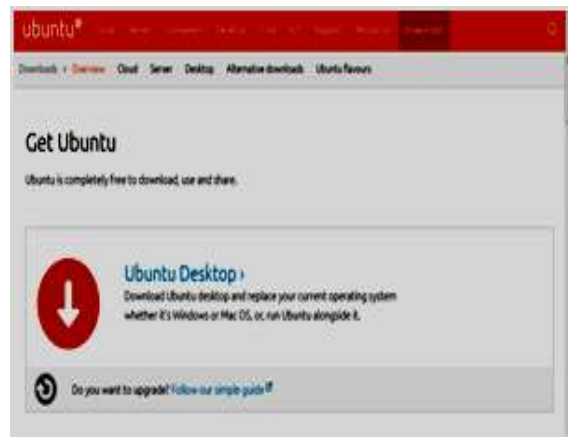 ubuntu®
Downloads › Overview Cloud Server Desktop Alternative downloads Ubuntu flavours
Get Ubuntu
Ubuntu is completely free to download, use and share.
Ubuntu Desktop ›
Download Ubuntu desktop and replace your current operating system
whether it's Windows or Mac OS, or, run Ubuntu alongside it.
Do you want to upgrade? Follow our simple guide